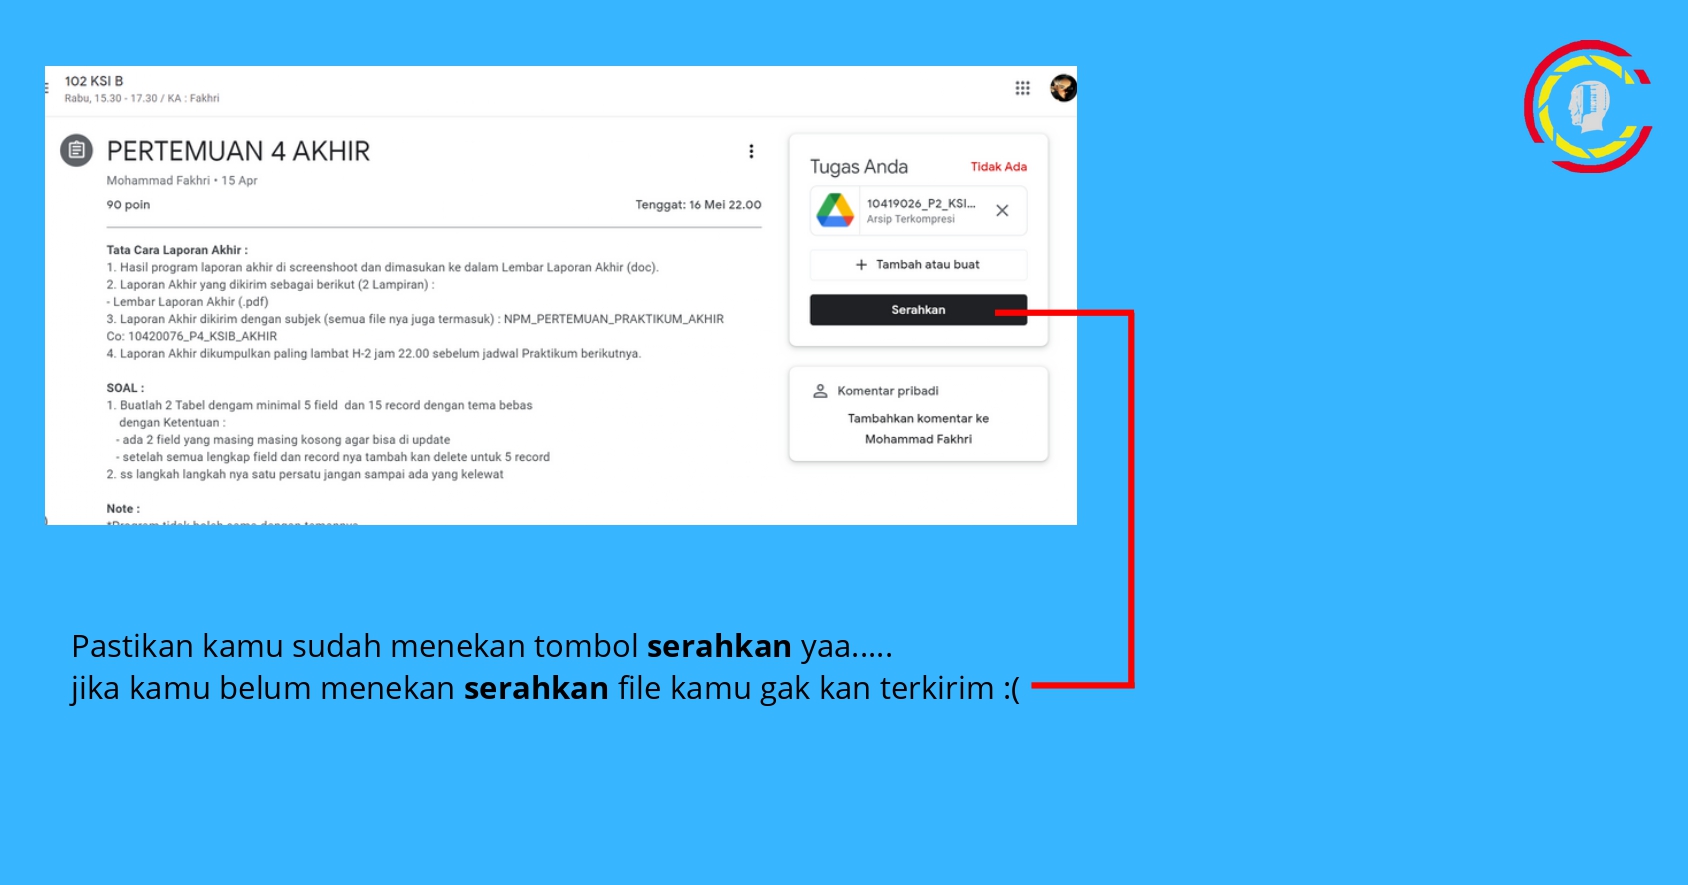 102 KSI B
Rabu, 15.30 - 17.30 / KA : Fakhri
PERTEMUAN 4 AKHIR
Mohammad Fakhri • 15 Apr
90 poin
Tenggat: 16 Mei 22.00
Tata Cara Laporan Akhir :
1. Hasil program laporan akhir di screenshoot dan dimasukan ke dalam Lembar Laporan Akhir (doc).
2. Laporan Akhir yang dikirim sebagai berikut (2 Lampiran) :
- Lembar Laporan Akhir (.pdf)
3. Laporan Akhir dikirim dengan subjek (semua file nya juga termasuk) : NPM_PERTEMUAN_PRAKTIKUM_AKHIR
Co: 10420076_P4_KSIB_AKHIR
4. Laporan Akhir dikumpulkan paling lambat H-2 jam 22.00 sebelum jadwal Praktikum berikutnya.
SOAL :
1. Buatlah 2 Tabel dengam minimal 5 field dan 15 record dengan tema bebas
dengan Ketentuan :
- ada 2 field yang masing masing kosong agar bisa di update
- setelah semua lengkap field dan record nya tambah kan delete untuk 5 record
2. ss langkah langkah nya satu persatu jangan sampai ada yang kelewat
Note :
*Program tidak boleh sama dengan temannya
Tugas Anda
Tidak Ada
10419026_P2_KSI...
Arsip Terkompresi
+ Tambah atau buat
Serahkan
Komentar pribadi
Tambahkan komentar ke
Mohammad Fakhri
Pastikan kamu sudah menekan tombol serahkan yaa.....
jika kamu belum menekan serahkan file kamu gak kan terkirim :(